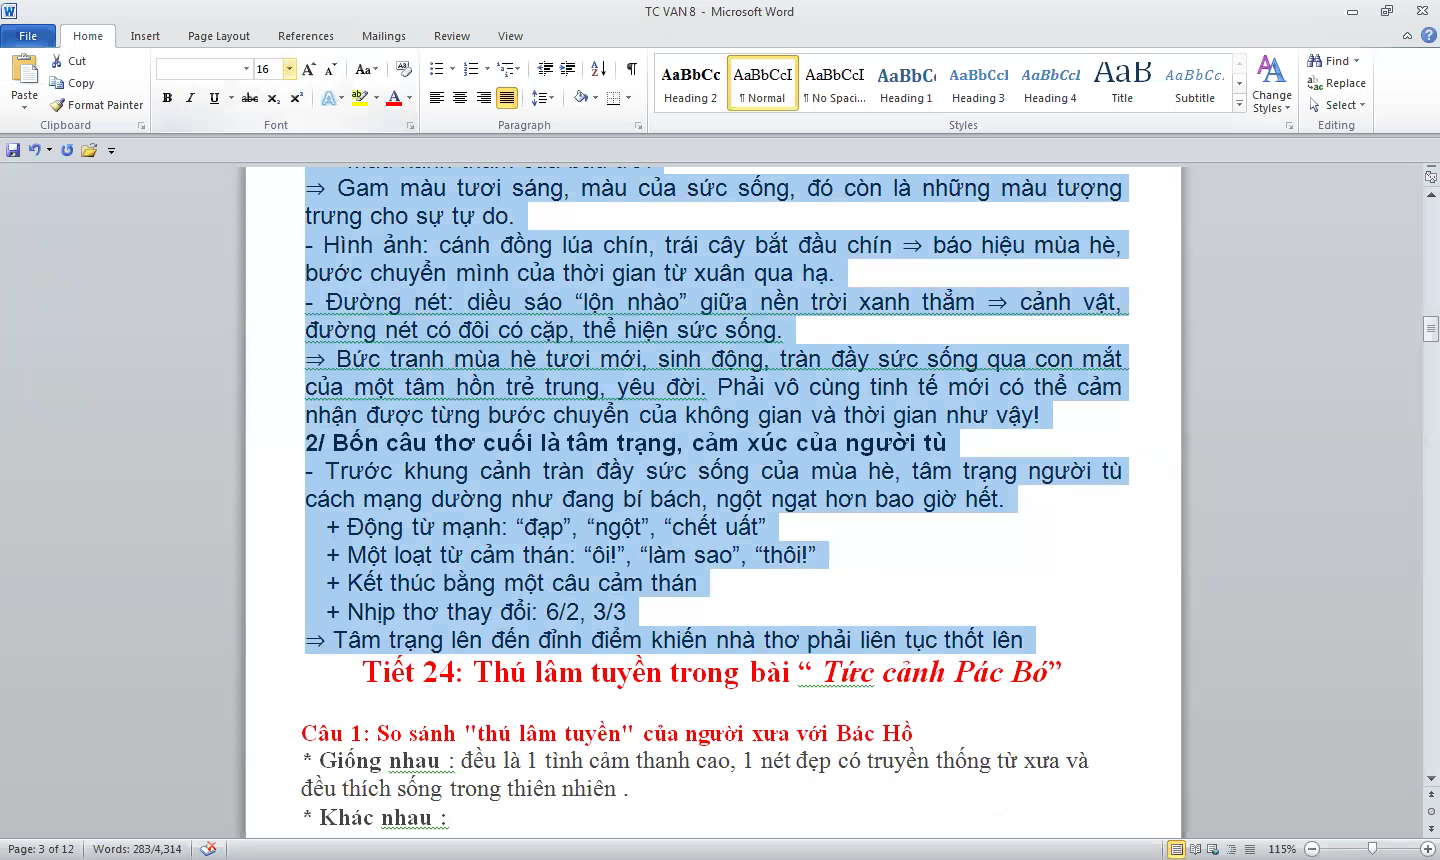 TC VAN 8 - Microsoft Word
File Home Insert Page Layout References Mailings Review View
Paste Cut Copy Format Painter
16
AaBbCc AaBbCcI AaBbCcI AaBbC AaBbCcI AaBbCcI AaB AaBbCc.
Heading 2 ¶ Normal ¶ No Spaci... Heading 1 Heading 3 Heading 4 Title Subtitle
Change Styles
Find Replace Select
Clipboard Font Paragraph Styles Editing
⇒ Gam màu tươi sáng, màu của sức sống, đó còn là những màu tượng
trưng cho sự tự do.
- Hình ảnh: cánh đồng lúa chín, trái cây bắt đầu chín ⇒ báo hiệu mùa hè,
bước chuyển mình của thời gian từ xuân qua hạ.
- Đường nét: diều sáo “lộn nhào” giữa nền trời xanh thẳm ⇒ cảnh vật,
đường nét có đôi có cặp, thể hiện sức sống.
⇒ Bức tranh mùa hè tươi mới, sinh động, tràn đầy sức sống qua con mắt
của một tâm hồn trẻ trung, yêu đời. Phải vô cùng tinh tế mới có thể cảm
nhận được từng bước chuyển của không gian và thời gian như vậy!
2/ Bốn câu thơ cuối là tâm trạng, cảm xúc của người tù
- Trước khung cảnh tràn đầy sức sống của mùa hè, tâm trạng người tù
cách mạng dường như đang bí bách, ngột ngạt hơn bao giờ hết.
+ Động từ mạnh: “đạp”, “ngột”, “chết uất”
+ Một loạt từ cảm thán: “ôi!”, “làm sao”, “thôi!”
+ Kết thúc bằng một câu cảm thán
+ Nhịp thơ thay đổi: 6/2, 3/3
⇒ Tâm trạng lên đến đỉnh điểm khiến nhà thơ phải liên tục thốt lên
Tiết 24: Thú lâm tuyền trong bài “ Tức cảnh Pác Bó”
Câu 1: So sánh "thú lâm tuyền" của người xưa với Bác Hồ
* Giống nhau : đều là 1 tình cảm thanh cao, 1 nét đẹp có truyền thống từ xưa và
đều thích sống trong thiên nhiên .
* Khác nhau :
Page: 3 of 12 Words: 283/4,314 115%